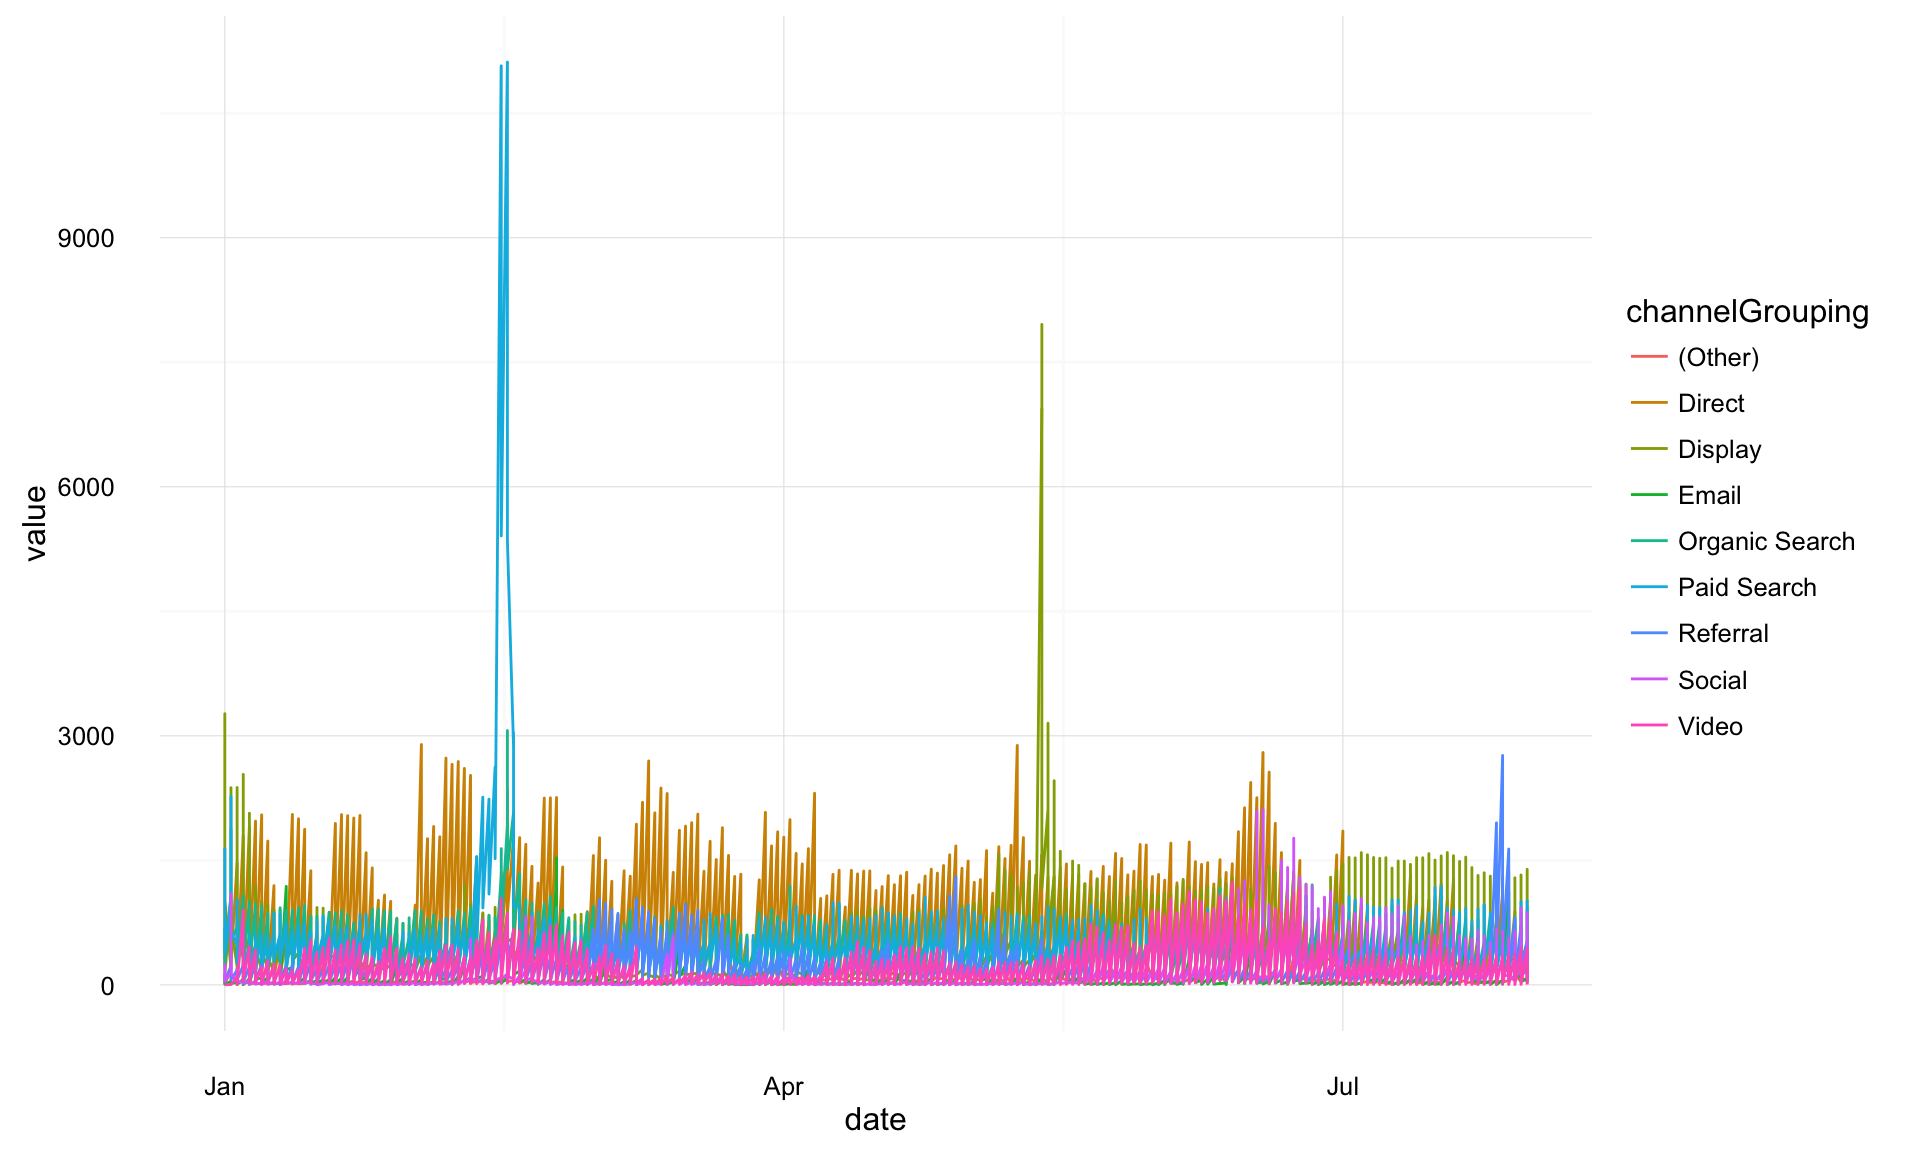 9000
6000
3000
0
value
Jan
Apr
Jul
date
channelGrouping
(Other)
Direct
Display
Email
Organic Search
Paid Search
Referral
Social
Video